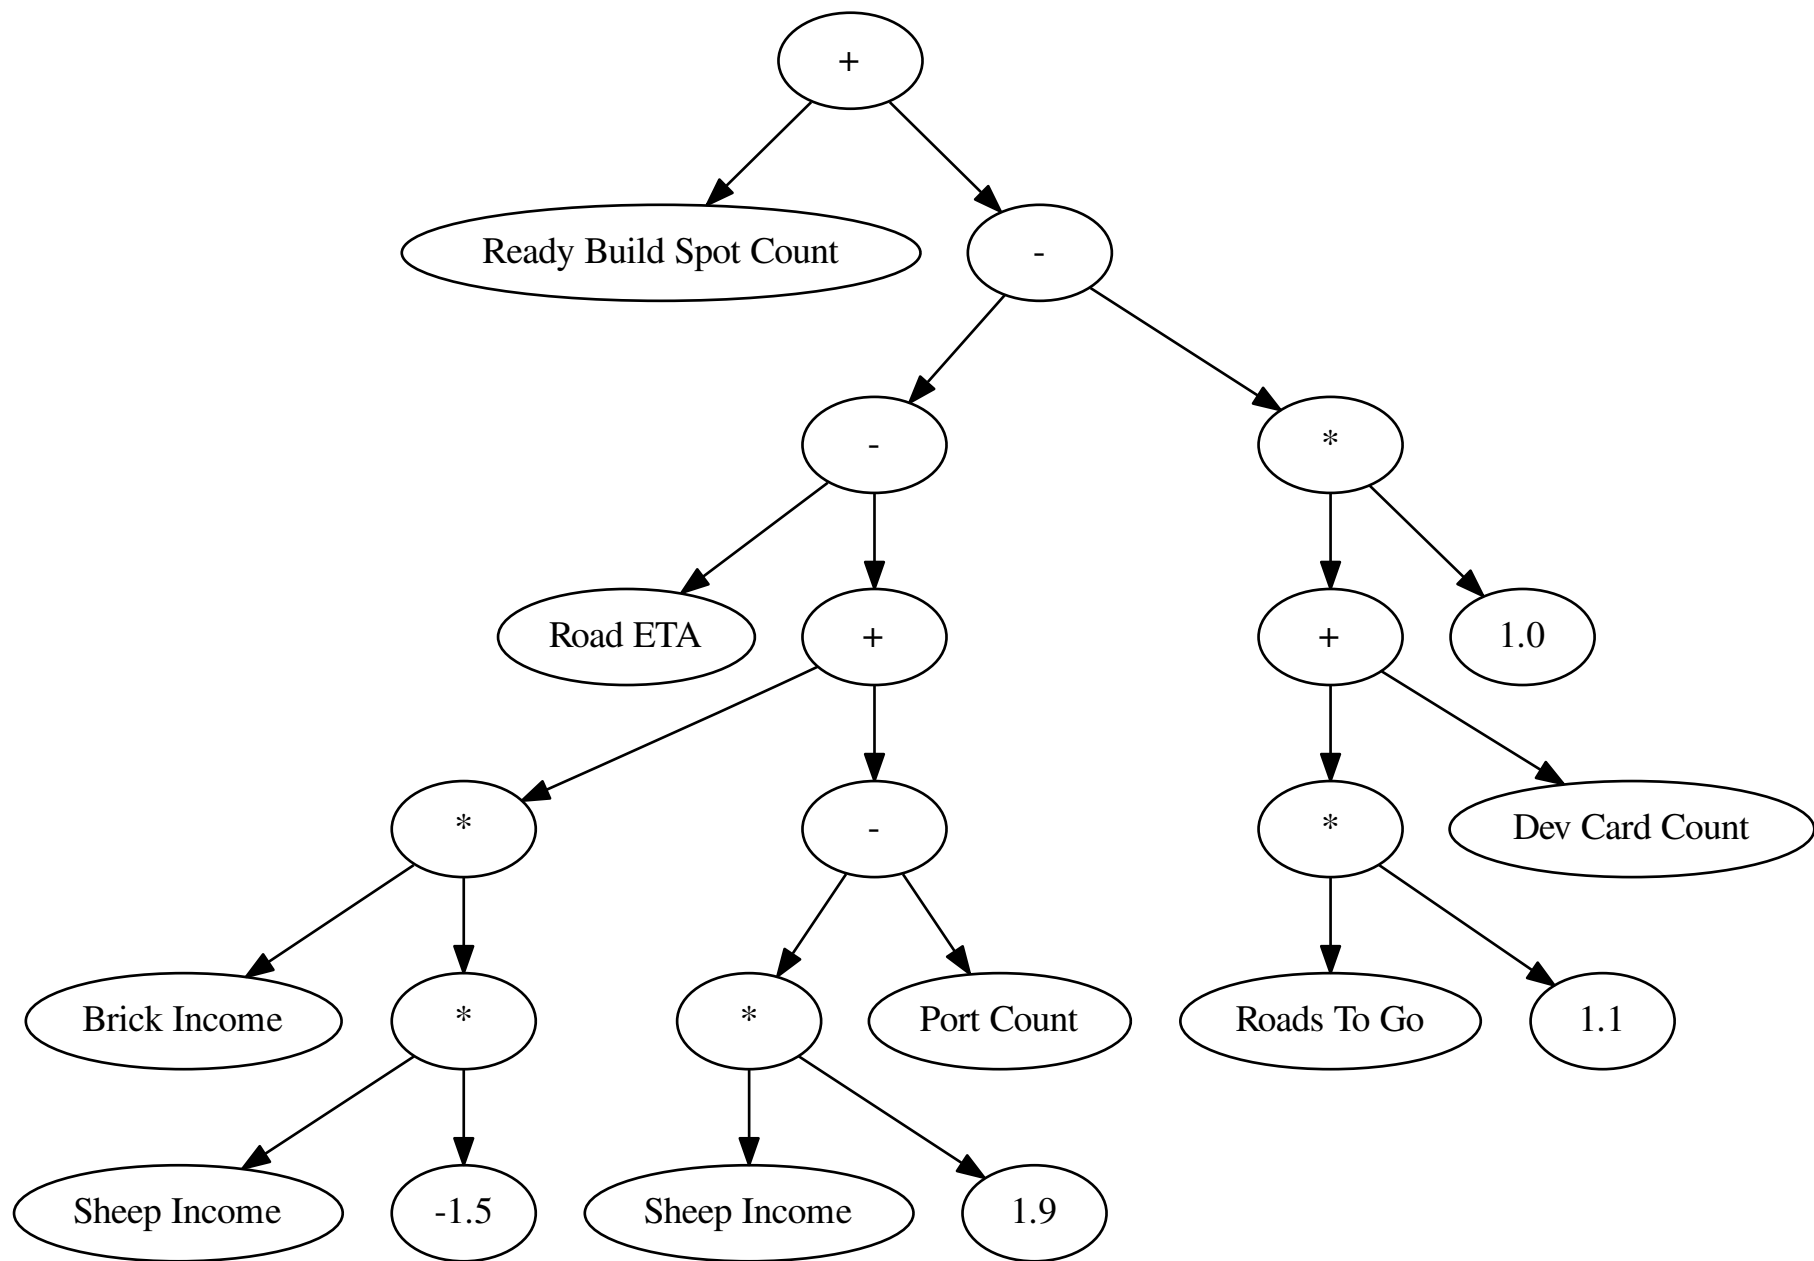 +
Ready Build Spot Count
-
-
*
Road ETA
+
+
1.0
*
-
*
Dev Card Count
Brick Income
*
*
Port Count
Roads To Go
1.1
Sheep Income
-1.5
Sheep Income
1.9